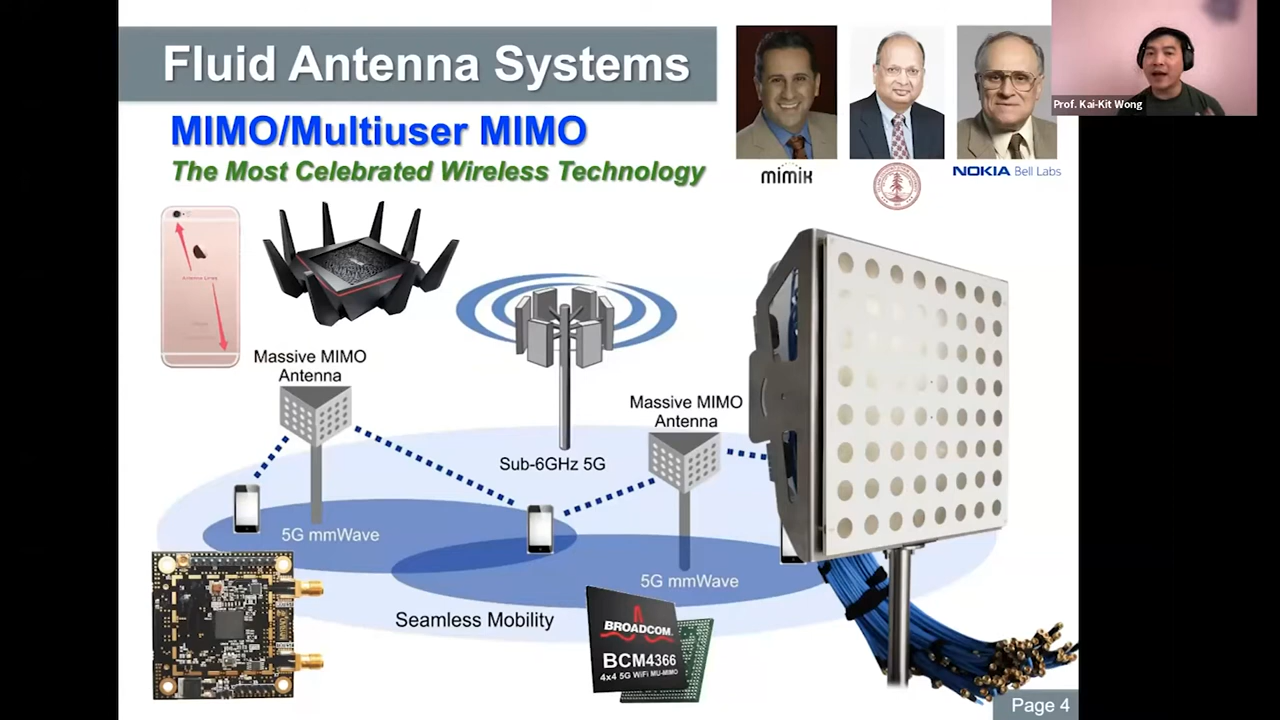 Fluid Antenna Systems
MIMO/Multiuser MIMO
The Most Celebrated Wireless Technology
mimik
NOKIA Bell Labs
Prof. Kai-Kit Wong
Antenna Lines
Massive MIMO
Antenna
Massive MIMO
Antenna
Sub-6GHz 5G
5G mmWave
5G mmWave
Seamless Mobility
BROADCOM
BCM4366
4x4 5G WiFi MU-MIMO
Page 4